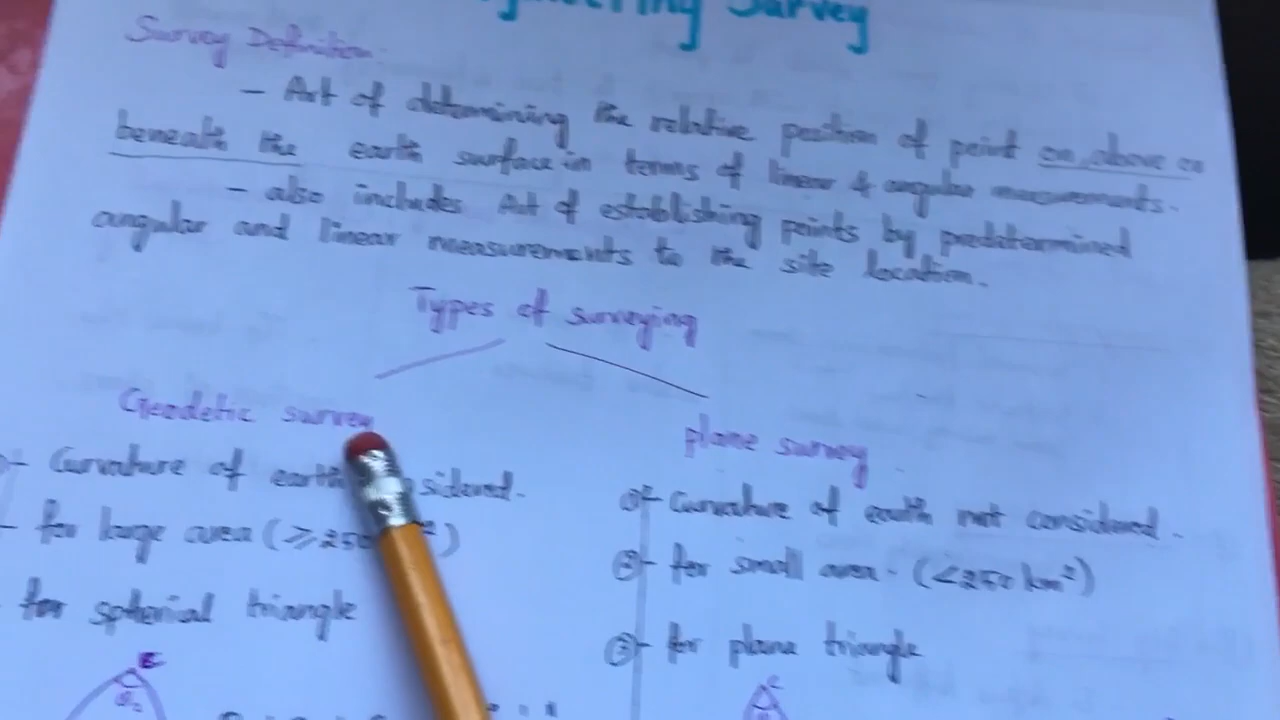 Survey
Survey Definition
- Art of determining the relative position of point on, above or
beneath the earth surface in terms of linear & angular measurements.
- also includes Art of establishing points by predetermined
angular and linear measurements to the site location.
Types of surveying
Geodetic survey
plane survey
- Curvature of earth
- for large area (≥
- for spherial triangle
①- Curvature of earth not considered.
②- for small area. (<250 km²)
③- for plane triangle
C